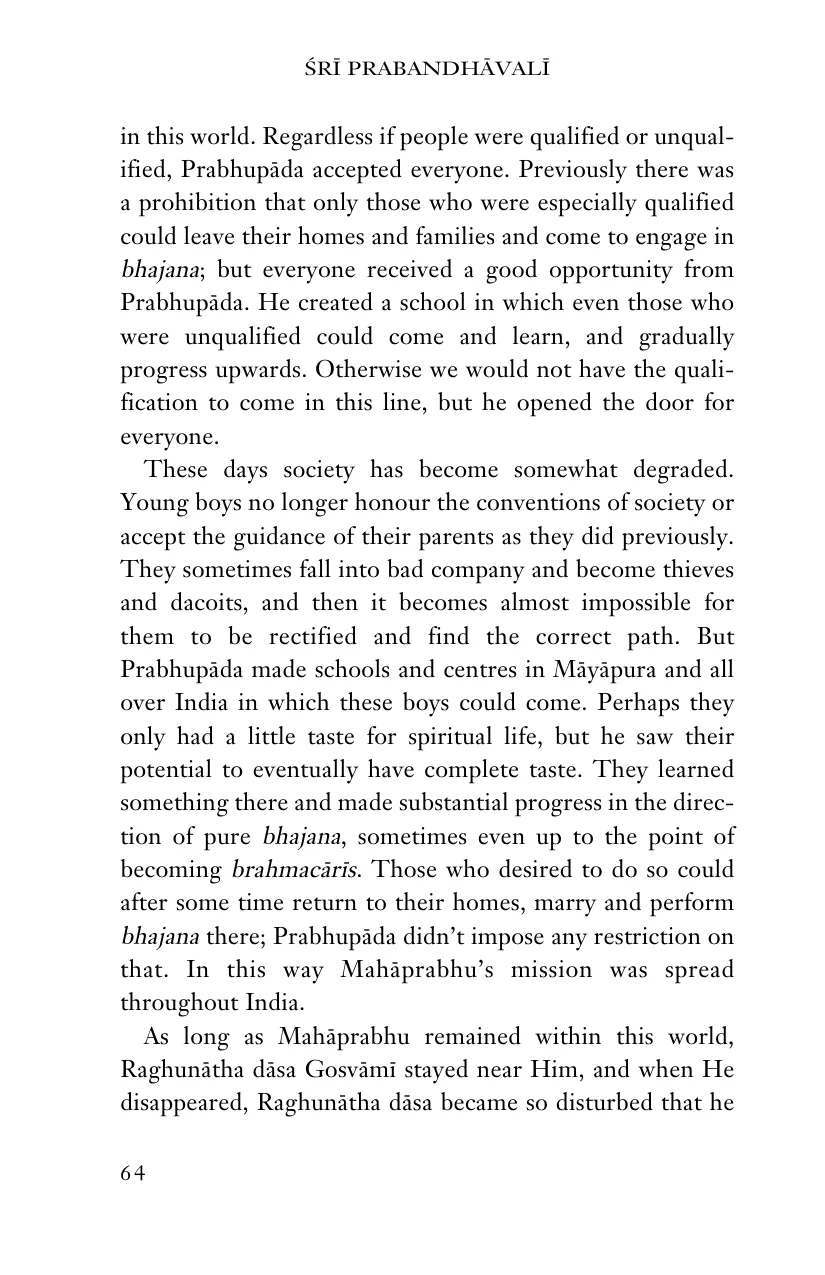 ŚRĪ PRABANDHĀVALĪ
in this world. Regardless if people were qualified or unqual-
ified, Prabhupāda accepted everyone. Previously there was
a prohibition that only those who were especially qualified
could leave their homes and families and come to engage in
bhajana; but everyone received a good opportunity from
Prabhupāda. He created a school in which even those who
were unqualified could come and learn, and gradually
progress upwards. Otherwise we would not have the quali-
fication to come in this line, but he opened the door for
everyone.
These days society has become somewhat degraded.
Young boys no longer honour the conventions of society or
accept the guidance of their parents as they did previously.
They sometimes fall into bad company and become thieves
and dacoits, and then it becomes almost impossible for
them to be rectified and find the correct path. But
Prabhupāda made schools and centres in Māyāpura and all
over India in which these boys could come. Perhaps they
only had a little taste for spiritual life, but he saw their
potential to eventually have complete taste. They learned
something there and made substantial progress in the direc-
tion of pure bhajana, sometimes even up to the point of
becoming brahmacārīs. Those who desired to do so could
after some time return to their homes, marry and perform
bhajana there; Prabhupāda didn’t impose any restriction on
that. In this way Mahāprabhu’s mission was spread
throughout India.
As long as Mahāprabhu remained within this world,
Raghunātha dāsa Gosvāmī stayed near Him, and when He
disappeared, Raghunātha dāsa became so disturbed that he
64